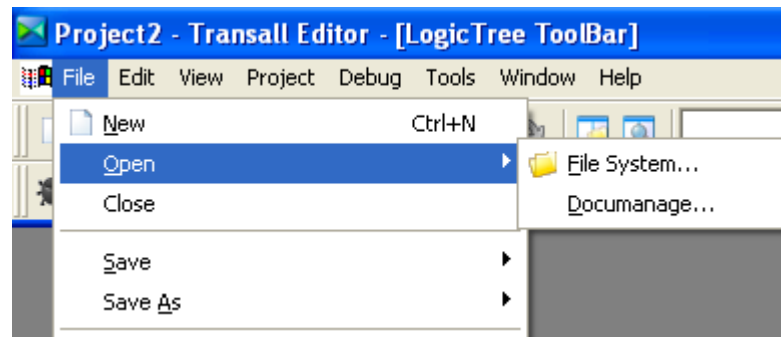 Project2 - Transall Editor - [LogicTree ToolBar]
File Edit View Project Debug Tools Window Help
New Ctrl+N
Open
File System...
Close
Documanage...
Save
Save As